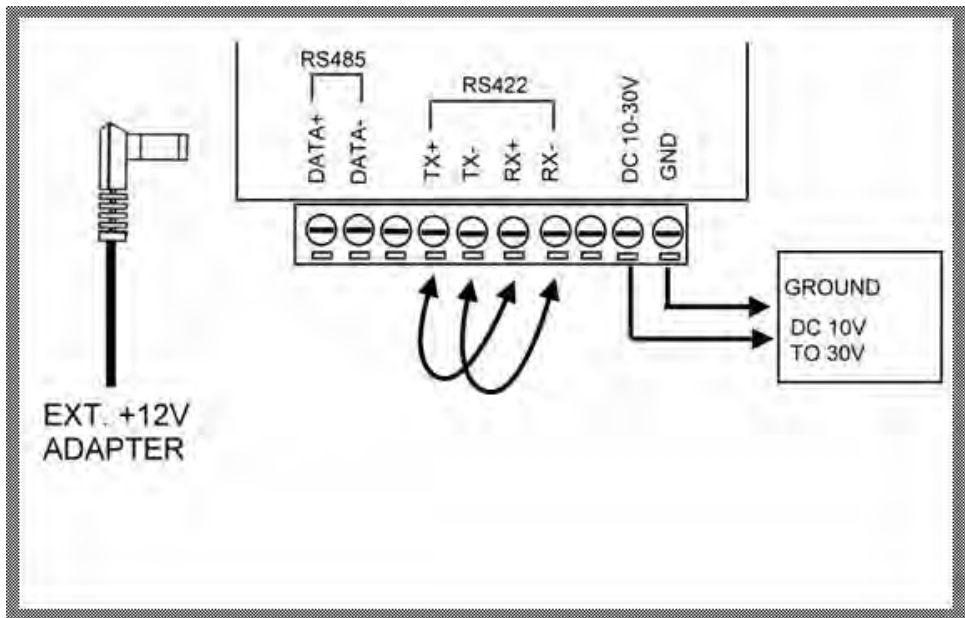 RS485
RS422
DATA+
DATA-
TX+
TX-
RX+
RX-
DC 10-30V
GND
GROUND
DC 10V
TO 30V
EXT. +12V
ADAPTER